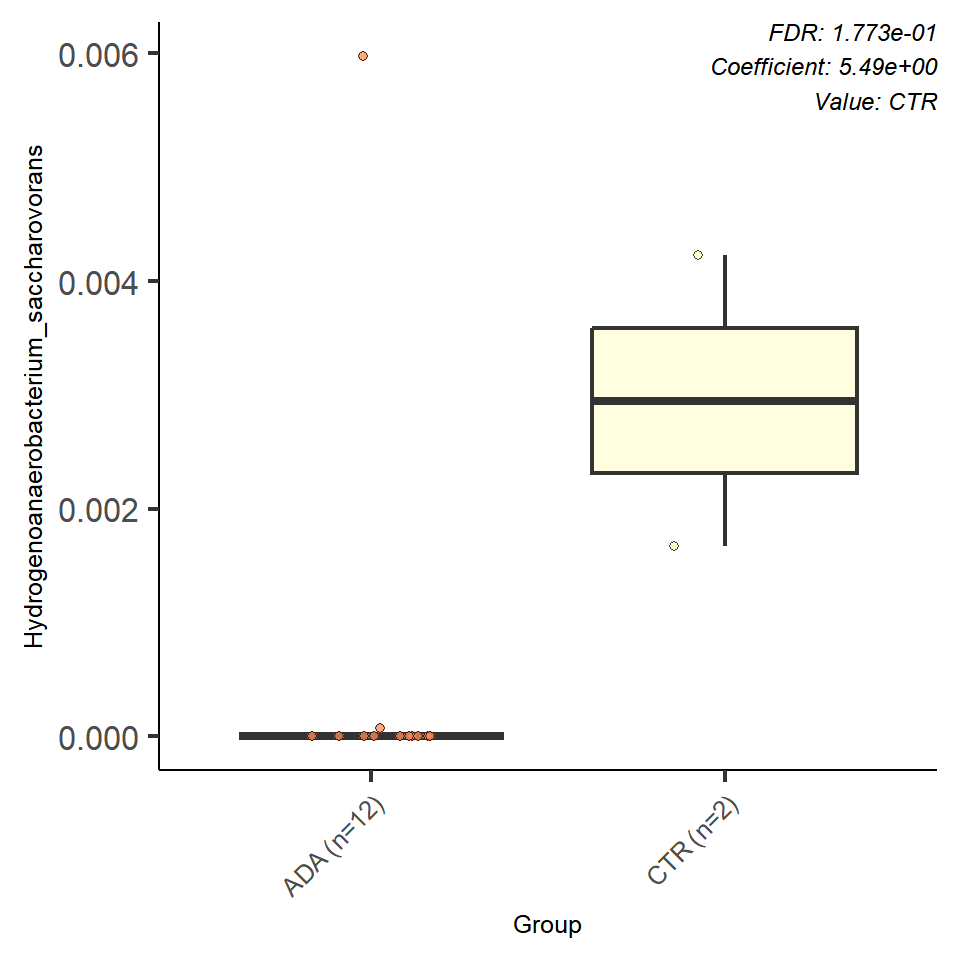 FDR: 1.773e-01
Coefficient: 5.49e+00
Value: CTR
Hydrogenoanaerobacterium_saccharovorans
0.006
0.004
0.002
0.000
ADA (n=12)
CTR (n=2)
Group